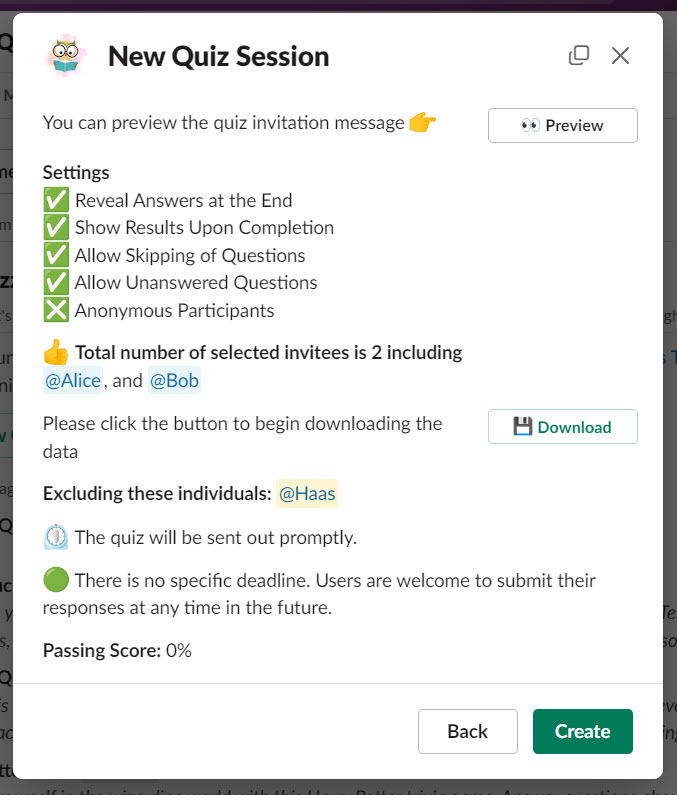 New Quiz Session
You can preview the quiz invitation message
Preview
Settings
Reveal Answers at the End
Show Results Upon Completion
Allow Skipping of Questions
Allow Unanswered Questions
Anonymous Participants
Total number of selected invitees is 2 including
@Alice, and @Bob
Please click the button to begin downloading the
data
Download
Excluding these individuals: @Haas
The quiz will be sent out promptly.
There is no specific deadline. Users are welcome to submit their
responses at any time in the future.
Passing Score: 0%
Back
Create